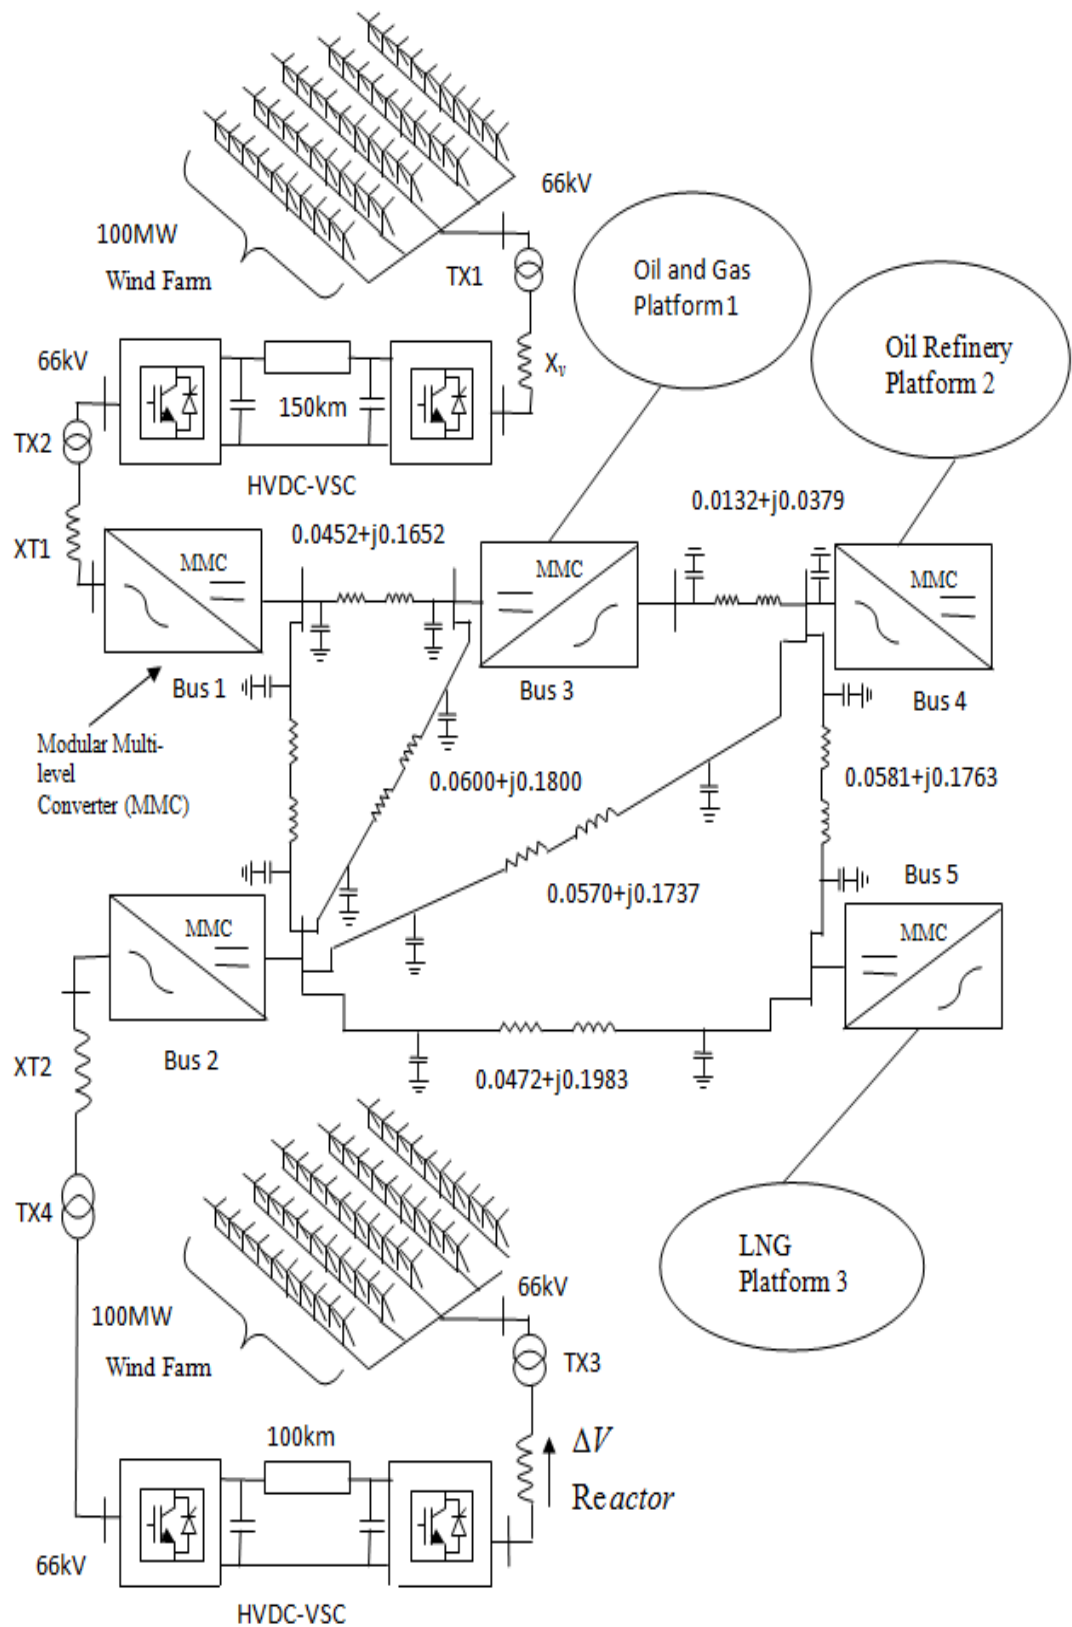 66kV
100MW
Wind Farm
TX1
Oil and Gas
Platform 1
Oil Refinery
Platform 2
66kV
Xv
150km
TX2
HVDC-VSC
0.0132+j0.0379
0.0452+j0.1652
XT1
MMC
MMC
MMC
Bus 1
Bus 3
Bus 4
Modular Multi-
level
Converter (MMC)
0.0600+j0.1800
0.0581+j0.1763
0.0570+j0.1737
Bus 5
MMC
MMC
Bus 2
XT2
0.0472+j0.1983
TX4
LNG
Platform 3
66kV
100MW
Wind Farm
TX3
100km
ΔV
Reactor
66kV
HVDC-VSC